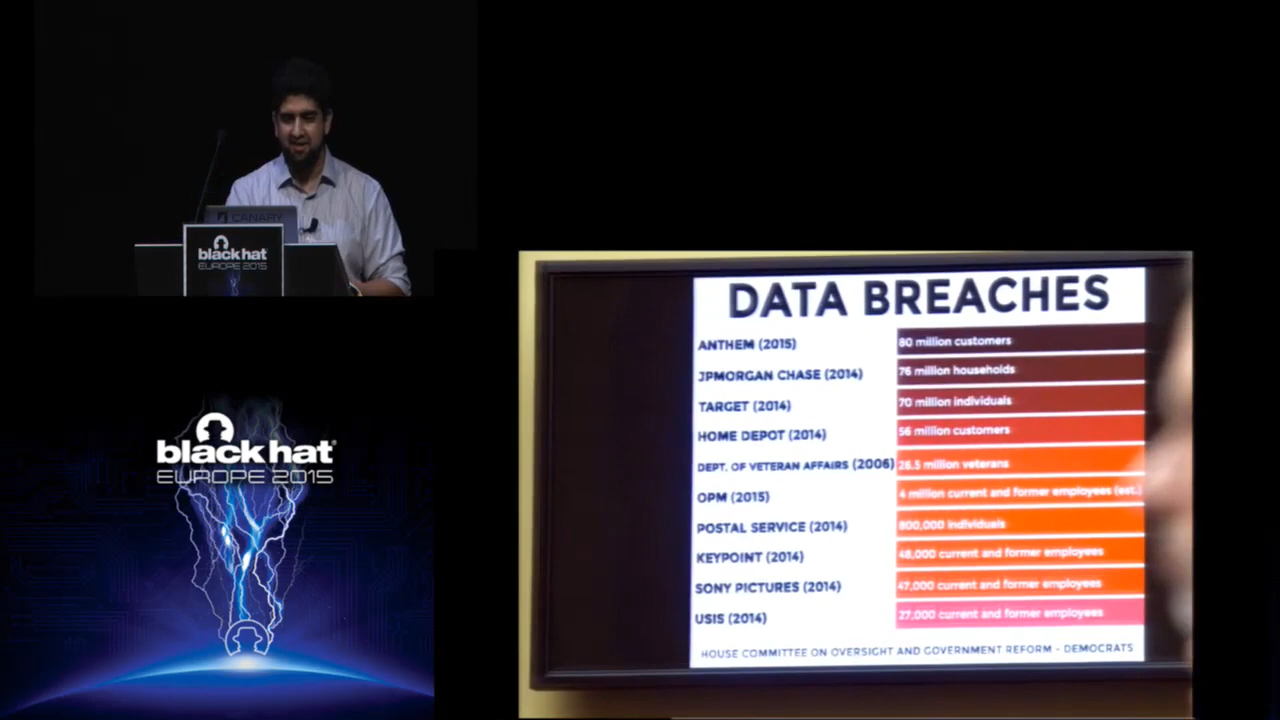 CANARY
black hat
EUROPE 2015
black hat
EUROPE 2015
DATA BREACHES
ANTHEM (2015) 80 million customers
JPMORGAN CHASE (2014) 76 million households
TARGET (2014) 70 million individuals
HOME DEPOT (2014) 56 million customers
DEPT. OF VETERAN AFFAIRS (2006) 26.5 million veterans
OPM (2015) 4 million current and former employees (est.)
POSTAL SERVICE (2014) 800,000 individuals
KEYPOINT (2014) 48,000 current and former employees
SONY PICTURES (2014) 47,000 current and former employees
USIS (2014) 27,000 current and former employees
HOUSE COMMITTEE ON OVERSIGHT AND GOVERNMENT REFORM - DEMOCRATS